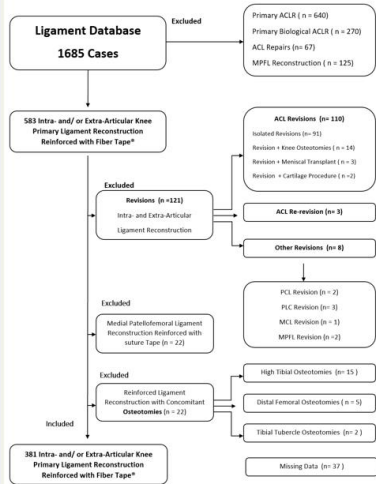 Ligament Database
1685 Cases
Excluded
Primary ACLR (n = 640)
Primary Biological ACLR ( n = 270)
ACL Repairs (n= 67)
MPFL Reconstruction ( n = 125)
583 Intra- and/ or Extra-Articular Knee
Primary Ligament Reconstruction
Reinforced with Fiber Tape®
ACL Revisions (n= 110)
Isolated Revisions (n= 91)
Revision + Knee Osteotomies ( n = 14)
Revision + Meniscal Transplant ( n = 3)
Revision + Cartilage Procedure ( n =2)
Excluded
Revisions (n =121)
Intra- and Extra-Articular
Ligament Reconstruction
ACL Re-revision (n= 3)
Other Revisions (n= 8)
PCL Revision (n = 2)
PLC Revision (n= 3)
MCL Revision (n = 1)
MPFL Revision (n =2)
Excluded
Medial Patellofemoral Ligament
Reconstruction Reinforced with
suture Tape (n = 22)
Excluded
Reinforced Ligament
Reconstruction with Concomitant
Osteotomies (n = 22)
High Tibial Osteotomies (n= 15 )
Distal Femoral Osteotomies ( n = 5)
Tibial Tubercle Osteotomies (n= 2 )
Included
381 Intra- and/ or Extra-Articular Knee
Primary Ligament Reconstruction
Reinforced with Fiber Tape®
Missing Data ( n= 37 )